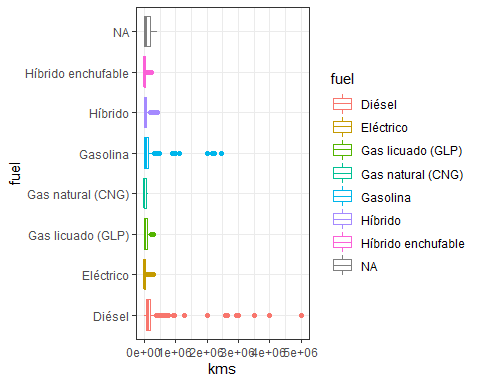 NA
Híbrido enchufable
Híbrido
Gasolina
Gas natural (CNG)
Gas licuado (GLP)
Eléctrico
Diésel
fuel
0e+00 1e+06 2e+06 3e+06 4e+06 5e+06
kms
fuel
Diésel
Eléctrico
Gas licuado (GLP)
Gas natural (CNG)
Gasolina
Híbrido
Híbrido enchufable
NA